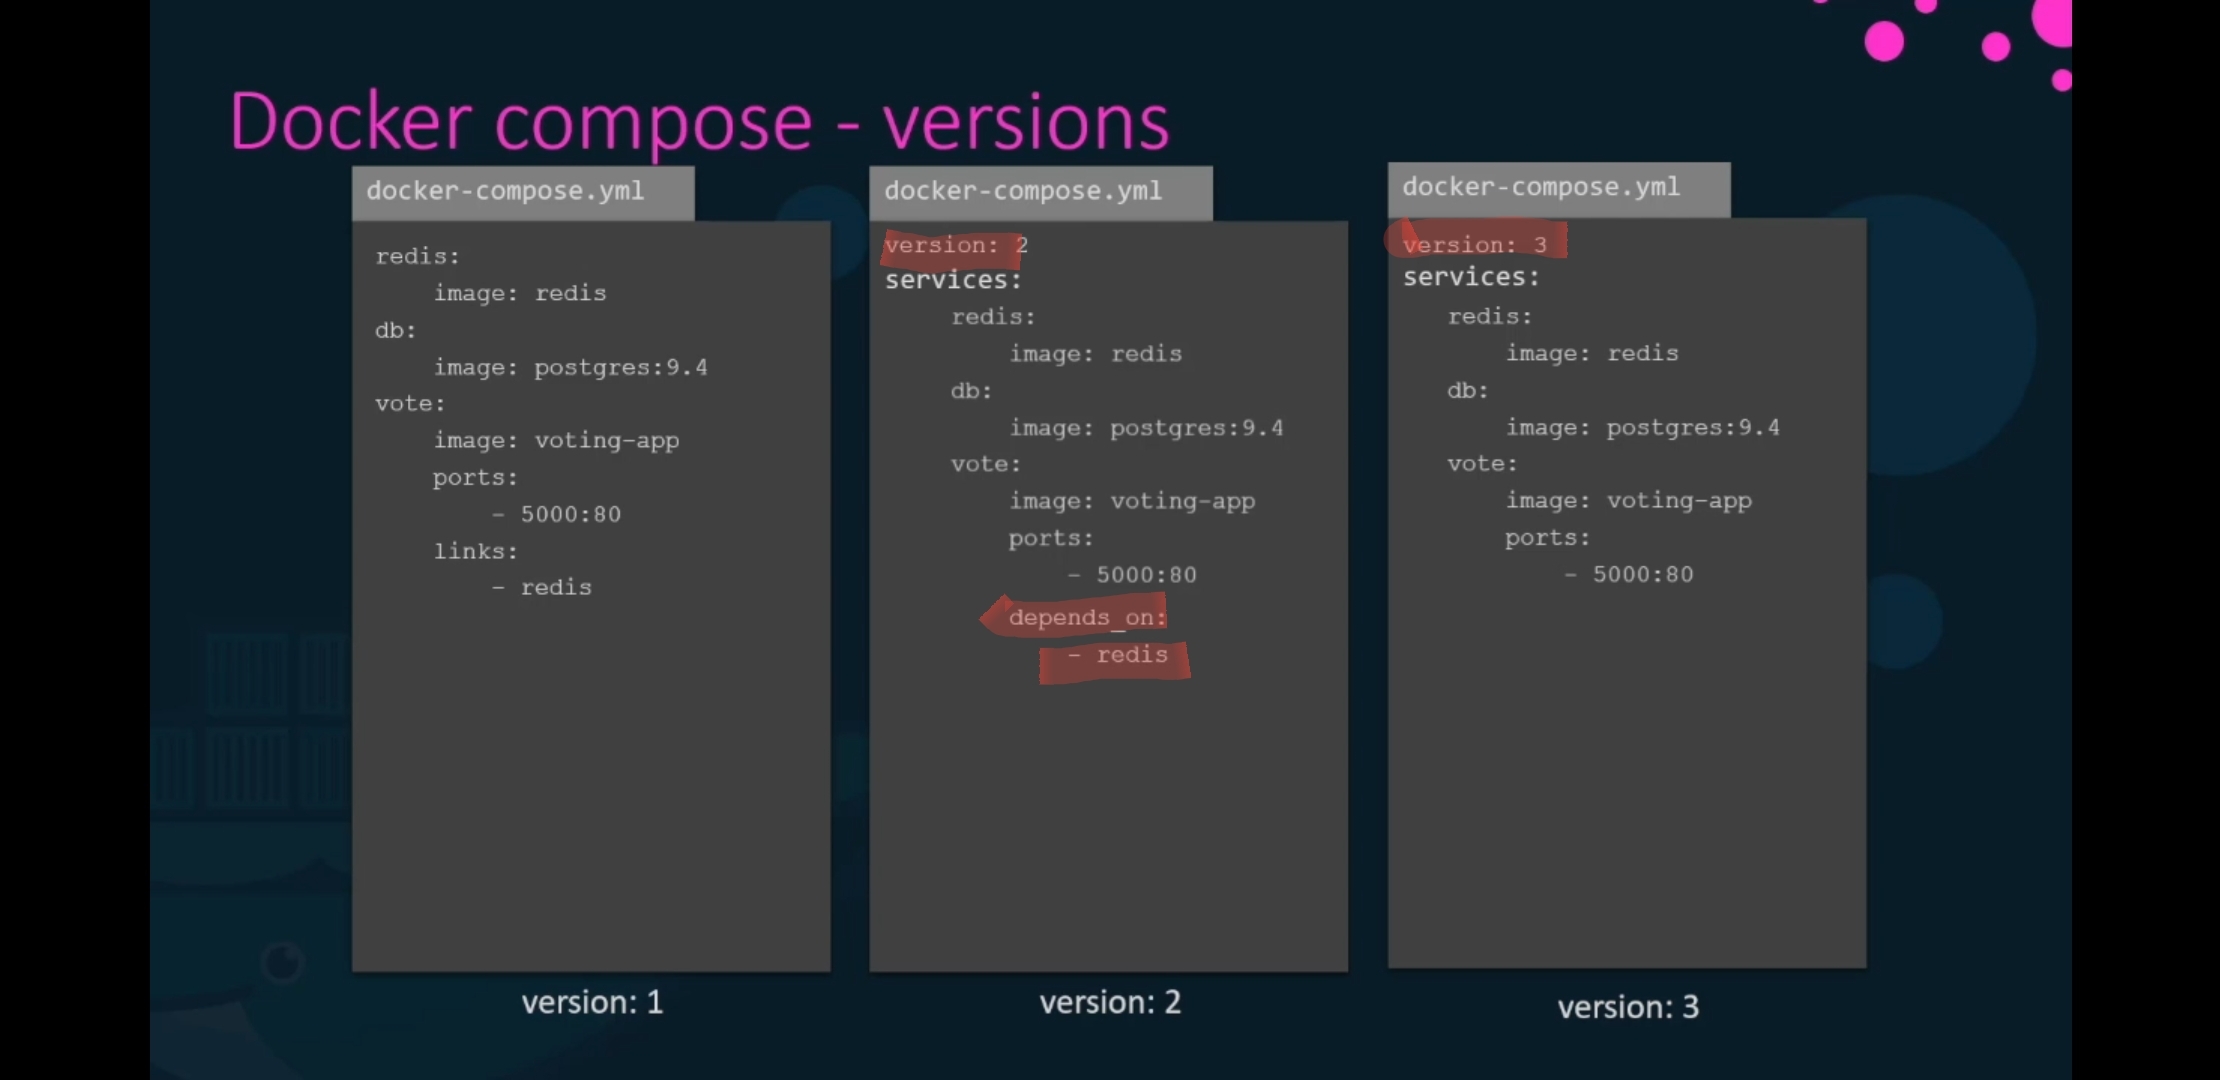 Docker compose - versions
docker-compose.yml
redis:
image: redis
db:
image: postgres:9.4
vote:
image: voting-app
ports:
- 5000:80
links:
- redis
version: 1
docker-compose.yml
version: 2
services:
redis:
image: redis
db:
image: postgres:9.4
vote:
image: voting-app
ports:
- 5000:80
depends_on:
- redis
version: 2
docker-compose.yml
version: 3
services:
redis:
image: redis
db:
image: postgres:9.4
vote:
image: voting-app
ports:
- 5000:80
version: 3